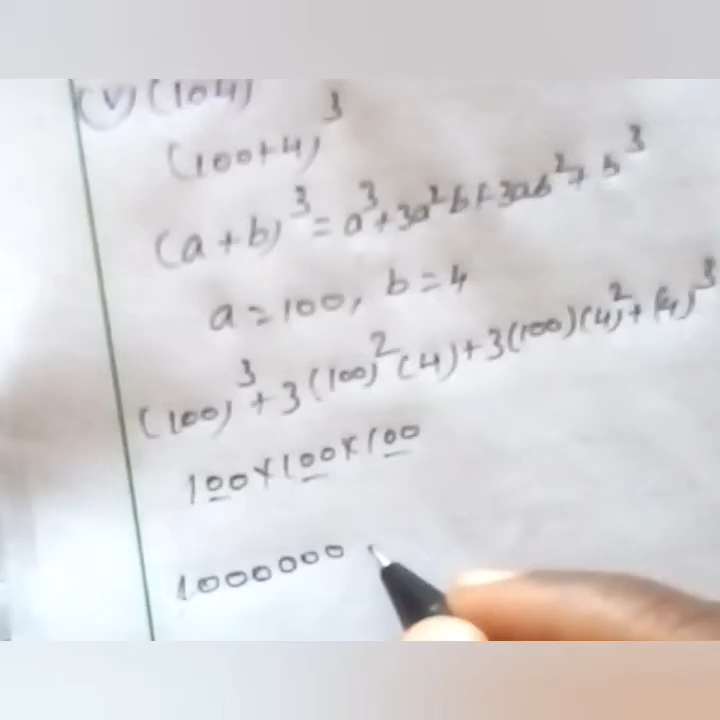 (V) (104)
(100+4)³
(a+b)³ = a³+3a²b+3ab²+b³
a=100, b=4
(100)³+3(100)²(4)+3(100)(4)²+(4)³
100×100×100
1000000